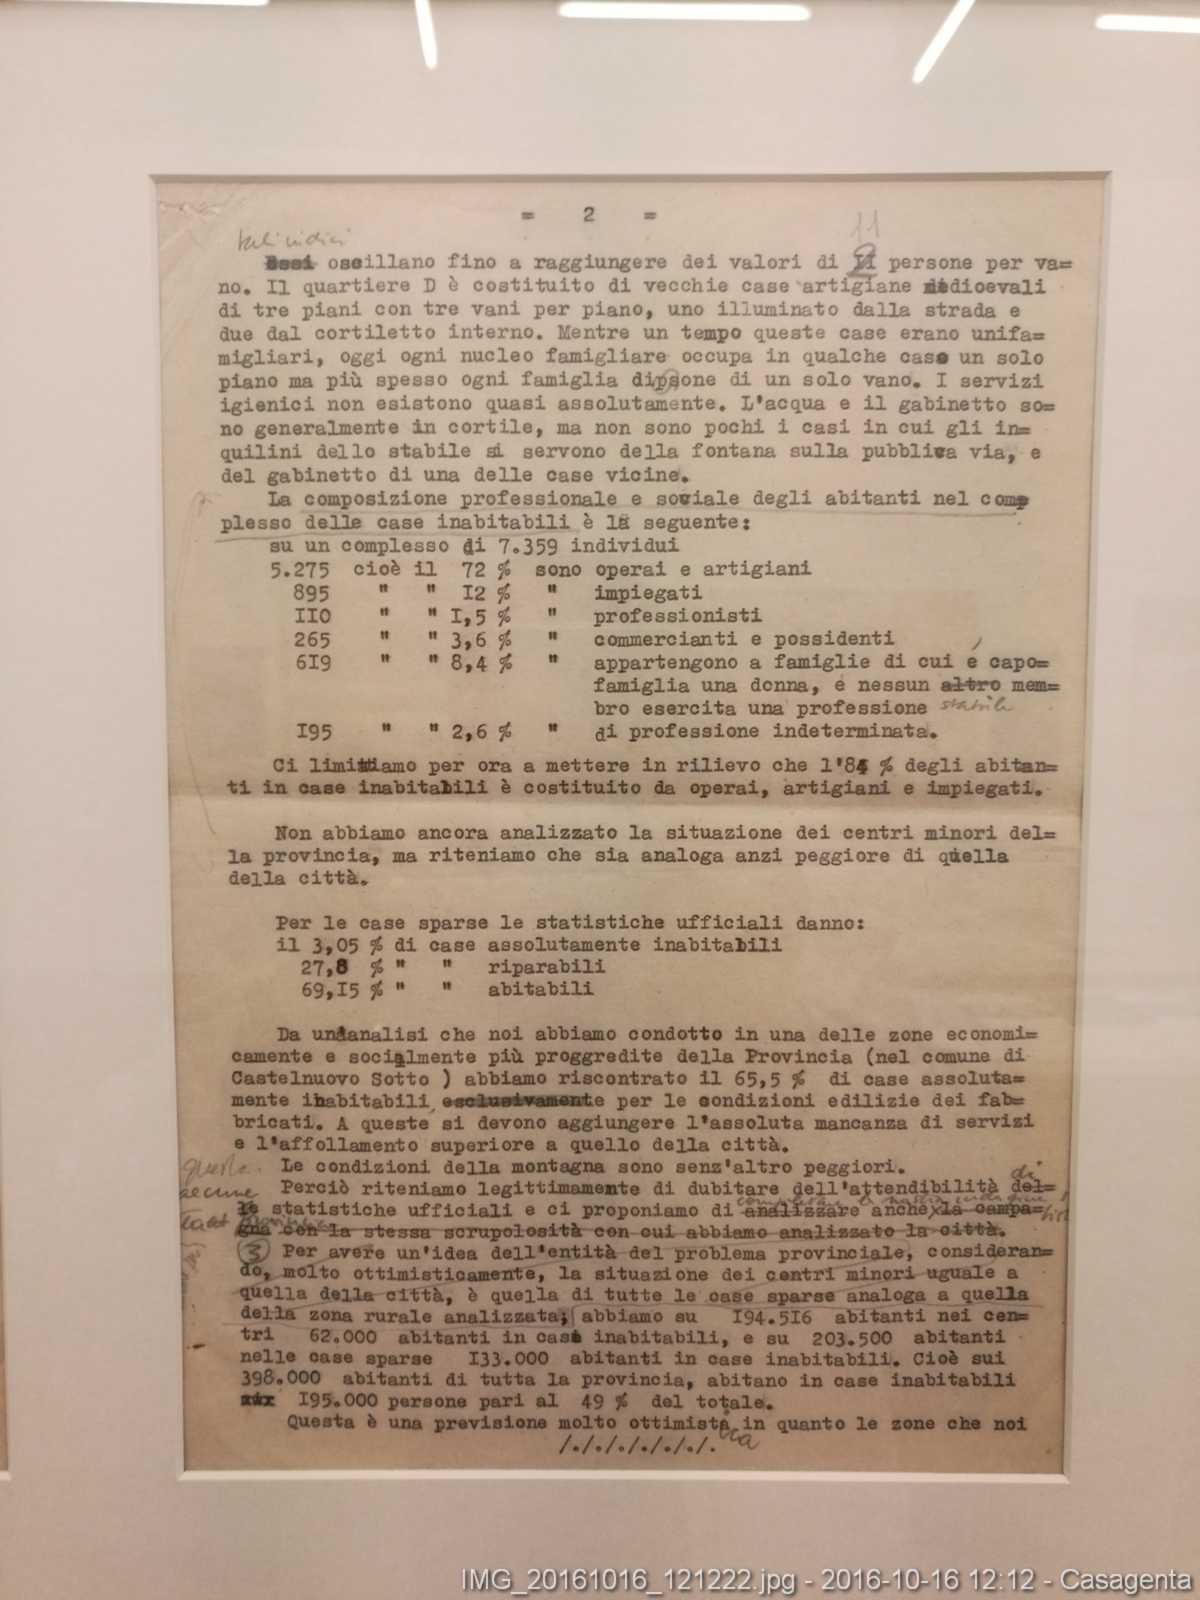 = 2 =
11
tali indici
Essi oscillano fino a raggiungere dei valori di 2 persone per va=
no. Il quartiere D è costituito di vecchie case artigiane medioevali
di tre piani con tre vani per piano, uno illuminato dalla strada e
due dal cortiletto interno. Mentre un tempo queste case erano unifa=
migliari, oggi ogni nucleo famigliare occupa in qualche caso un solo
piano ma più spesso ogni famiglia dipsone di un solo vano. I servizi
igienici non esistono quasi assolutamente. L'acqua e il gabinetto so=
no generalmente in cortile, ma non sono pochi i casi in cui gli in=
quilini dello stabile si servono della fontana sulla pubblica via, e
del gabinetto di una delle case vicine.
La composizione professionale e sociale degli abitanti nel com
plesso delle case inabitabili è la seguente:
su un complesso di 7.359 individui
5.275 cioè il 72 % sono operai e artigiani
895 " " I2 % " impiegati
II0 " " I,5 % " professionisti
265 " " 3,6 % " commercianti e possidenti
6I9 " " 8,4 % " appartengono a famiglie di cui é capo=
famiglia una donna, e nessun altro mem=
bro esercita una professione stabile
I95 " " 2,6 % " di professione indeterminata.
Ci limitiamo per ora a mettere in rilievo che l'84 % degli abitan=
ti in case inabitabili è costituito da operai, artigiani e impiegati.
Non abbiamo ancora analizzato la situazione dei centri minori del=
la provincia, ma riteniamo che sia analoga anzi peggiore di quella
della città.
Per le case sparse le statistiche ufficiali danno:
il 3,05 % di case assolutamente inabitabili
27,8 % " " riparabili
69,I5 % " " abitabili
Da un'analisi che noi abbiamo condotto in una delle zone economi=
camente e socialmente più proggredite della Provincia (nel comune di
Castelnuovo Sotto ) abbiamo riscontrato il 65,5 % di case assoluta=
mente inabitabili, esclusivamente per le condizioni edilizie dei fab=
bricati. A queste si devono aggiungere l'assoluta mancanza di servizi
e l'affollamento superiore a quello della città.
Le condizioni della montagna sono senz'altro peggiori.
di
Perciò riteniamo legittimamente di dubitare dell'attendibilità del=
le statistiche ufficiali e ci proponiamo di analizzare anche la campa=
gna con la stessa scrupolosità con cui abbiamo analizzato la città.
3 Per avere un'idea dell'entità del problema provinciale, consideran=
do, molto ottimisticamente, la situazione dei centri minori uguale a
quella della città, è quella di tutte le case sparse analoga a quella
della zona rurale analizzata; abbiamo su I94.5I6 abitanti nei cen=
tri 62.000 abitanti in case inabitabili, e su 203.500 abitanti
nelle case sparse I33.000 abitanti in case inabitabili. Cioè sui
398.000 abitanti di tutta la provincia, abitano in case inabitabili
I95.000 persone pari al 49 % del totale.
Questa è una previsione molto ottimista in quanto le zone che noi
/./././././././.
IMG_20161016_121222.jpg - 2016-10-16 12:12 - Casagenta